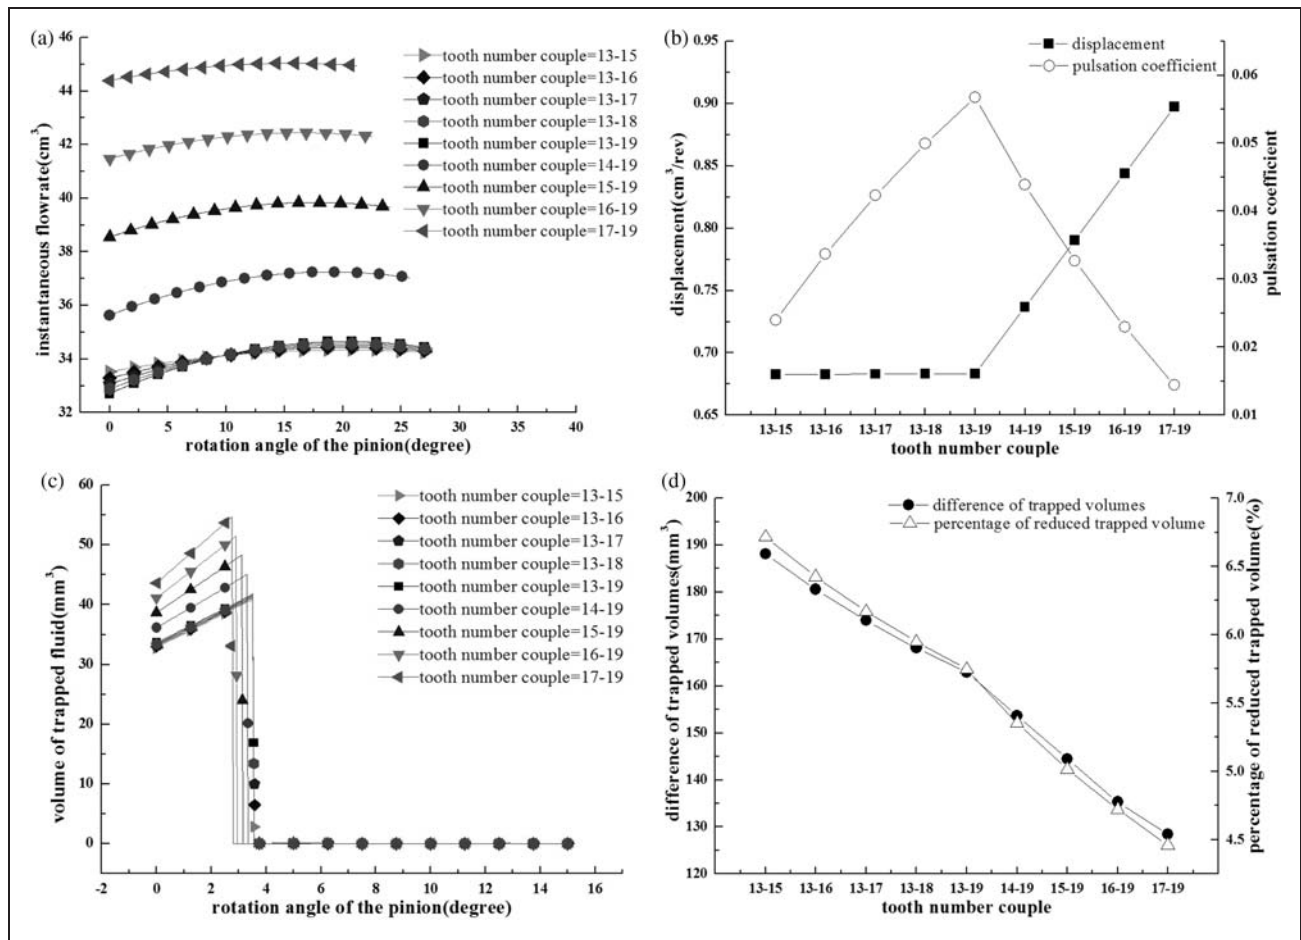 (a)
46
44
42
40
38
36
34
32
instantaneous flowrate(cm³)
tooth number couple=13-15
tooth number couple=13-16
tooth number couple=13-17
tooth number couple=13-18
tooth number couple=13-19
tooth number couple=14-19
tooth number couple=15-19
tooth number couple=16-19
tooth number couple=17-19
0 5 10 15 20 25 30 35 40
rotation angle of the pinion(degree)
(b)
0.95
0.90
0.85
0.80
0.75
0.70
0.65
displacement(cm³/rev)
displacement
pulsation coefficient
0.06
0.05
0.04
0.03
0.02
0.01
pulsation coefficient
13-15 13-16 13-17 13-18 13-19 14-19 15-19 16-19 17-19
tooth number couple
(c)
60
50
40
30
20
10
0
volume of trapped fluid(mm³)
tooth number couple=13-15
tooth number couple=13-16
tooth number couple=13-17
tooth number couple=13-18
tooth number couple=13-19
tooth number couple=14-19
tooth number couple=15-19
tooth number couple=16-19
tooth number couple=17-19
-2 0 2 4 6 8 10 12 14 16
rotation angle of the pinion(degree)
(d)
200
190
180
170
160
150
140
130
120
difference of trapped volumes(mm³)
difference of trapped volumes
percentage of reduced trapped volume
7.0
6.5
6.0
5.5
5.0
4.5
percentage of reduced trapped volume(%)
13-15 13-16 13-17 13-18 13-19 14-19 15-19 16-19 17-19
tooth number couple